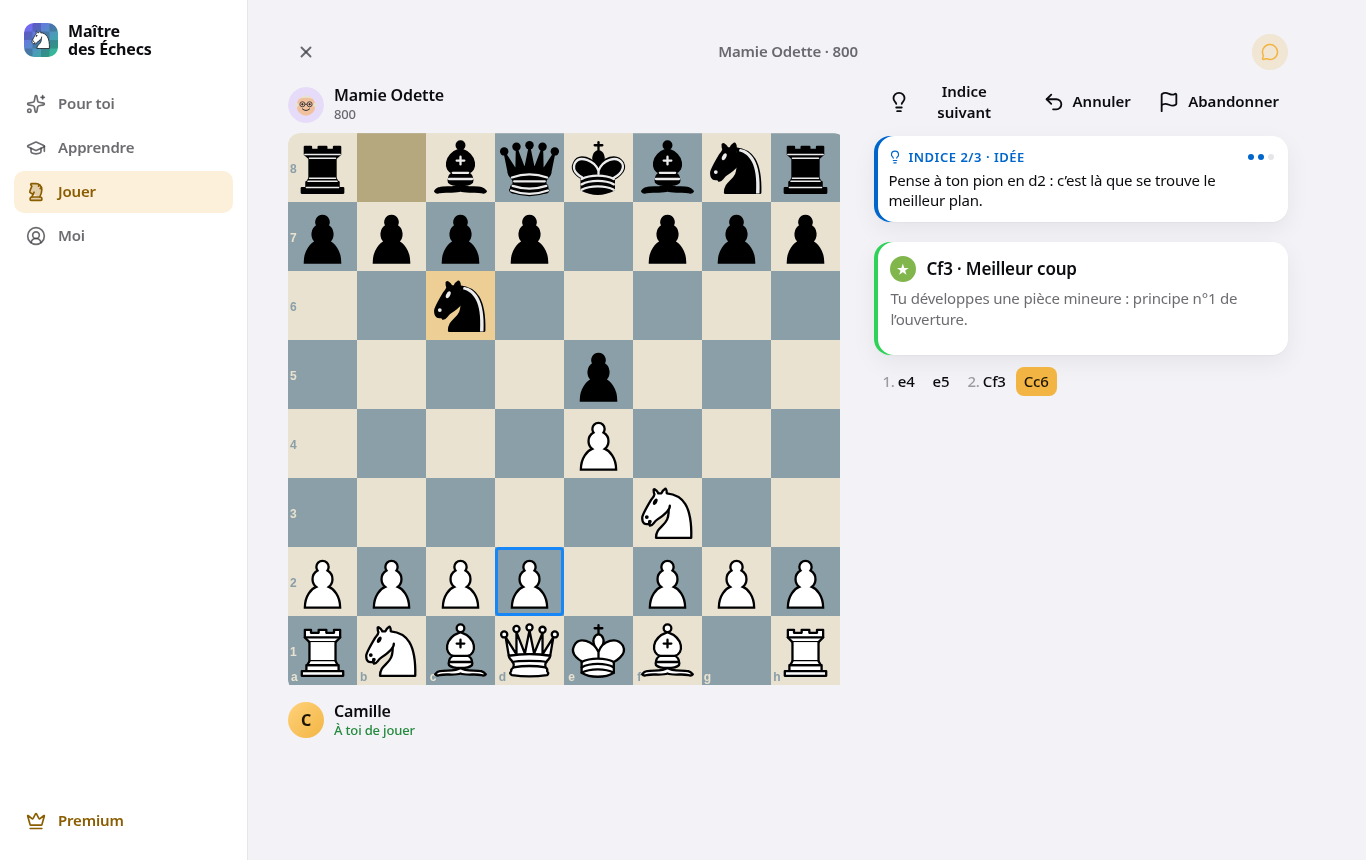 Maître
des Échecs
Pour toi
Apprendre
Jouer
Moi
Premium
Mamie Odette · 800
Mamie Odette
800
8
7
6
5
4
3
2
1
a
b
c
d
e
f
g
h
C
Camille
À toi de jouer
Indice
suivant
Annuler
Abandonner
INDICE 2/3 · IDÉE
Pense à ton pion en d2 : c’est là que se trouve le
meilleur plan.
Cf3 · Meilleur coup
Tu développes une pièce mineure : principe n°1 de
l’ouverture.
1. e4 e5 2. Cf3 Cc6